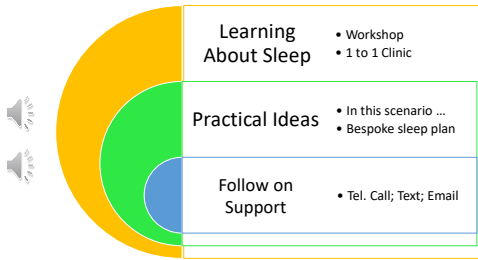 Learning
About Sleep
• Workshop
• 1 to 1 Clinic
Practical Ideas
• In this scenario ...
• Bespoke sleep plan
Follow on
Support
• Tel. Call; Text; Email